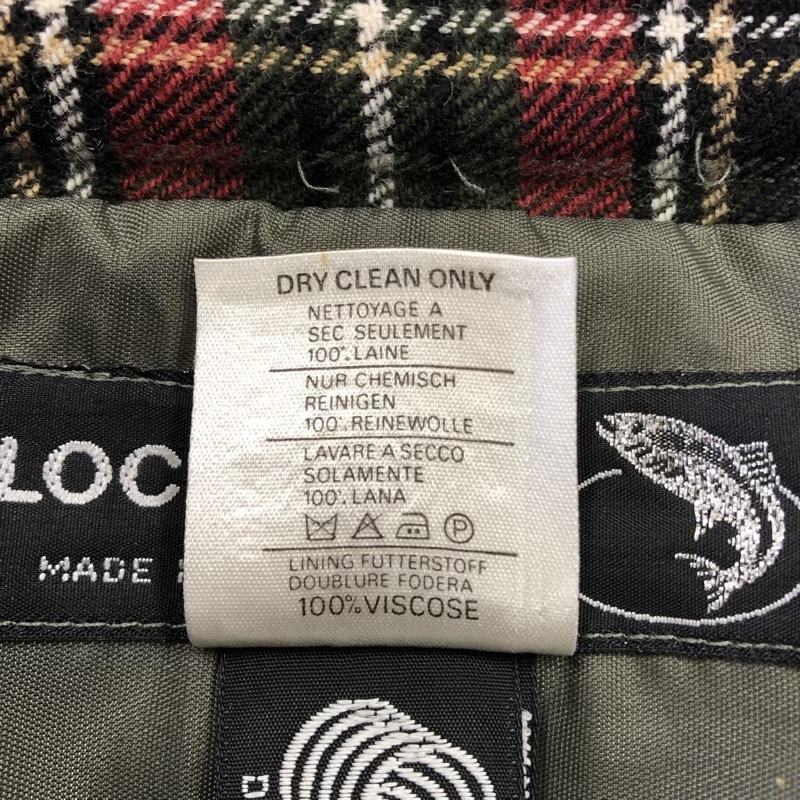 DRY CLEAN ONLY
NETTOYAGE A
SEC SEULEMENT
100% LAINE
NUR CHEMISCH
REINIGEN
100% REINEWOLLE
LAVARE A SECCO
SOLAMENTE
100% LANA
P
LINING FUTTERSTOFF
DOUBLURE FODERA
100% VISCOSE
LOC
MADE